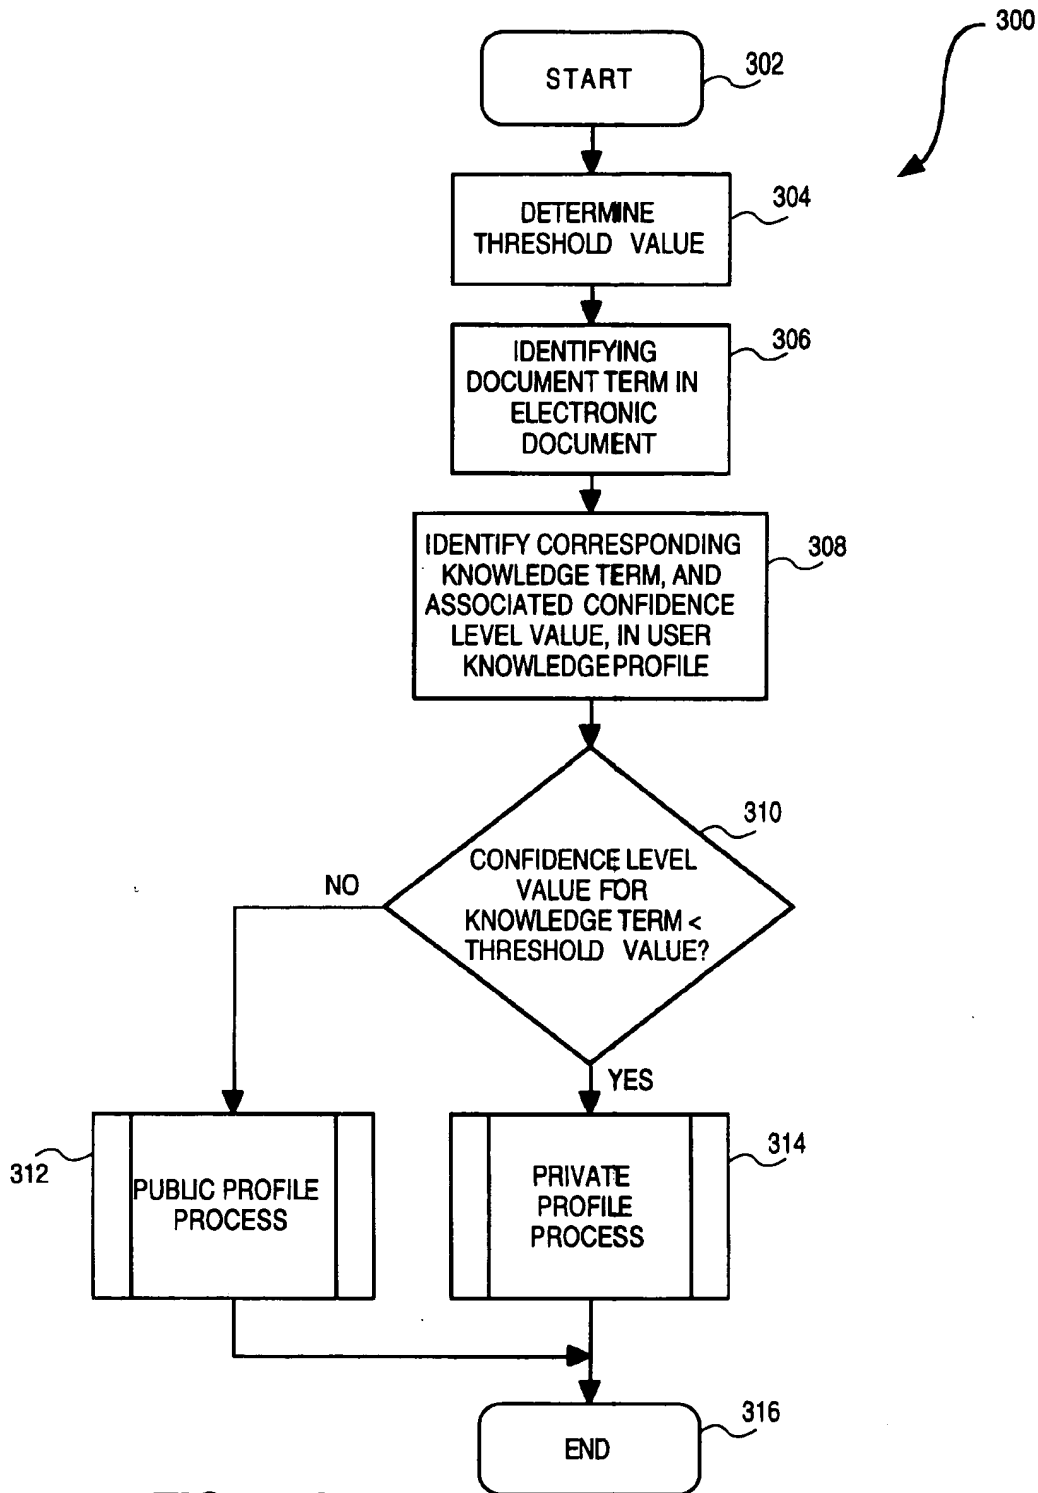 300
START
302
DETERMINE
THRESHOLD VALUE
304
IDENTIFYING
DOCUMENT TERM IN
ELECTRONIC
DOCUMENT
306
IDENTIFY CORRESPONDING
KNOWLEDGE TERM, AND
ASSOCIATED CONFIDENCE
LEVEL VALUE, IN USER
KNOWLEDGE PROFILE
308
310
CONFIDENCE LEVEL
VALUE FOR
KNOWLEDGE TERM <
THRESHOLD VALUE?
NO
YES
312
PUBLIC PROFILE
PROCESS
PRIVATE
PROFILE
PROCESS
314
END
316